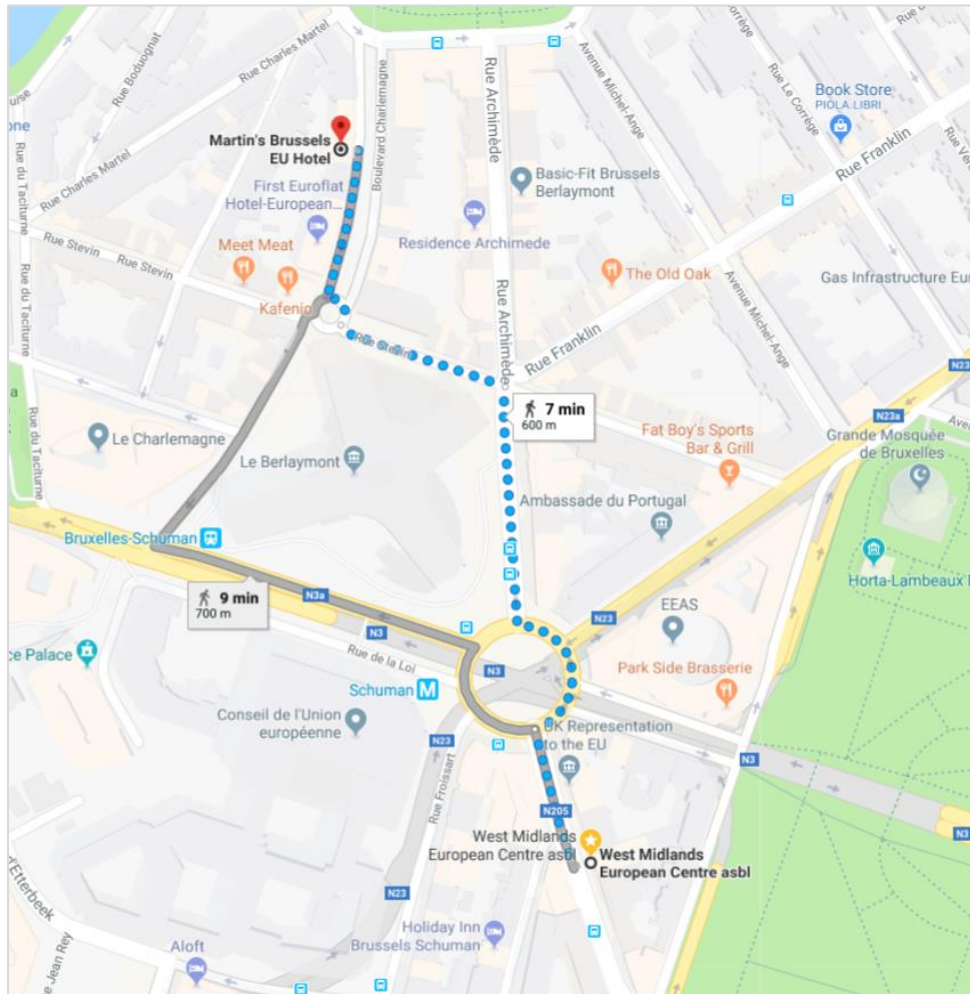 Rue Boduognat
Rue Charles Martel
Boulevard Charlemagne
Rue Archimède
Avenue Michel-Ange
Rue Le Corrège
Book Store
PIOLA LIBRI
Rue Franklin
Martin's Brussels
EU Hotel
Rue du Taciturne
Rue Charles Martel
First Euroflat
Hotel-European...
Basic-Fit Brussels
Berlaymont
Meet Meat
Residence Archimede
Rue Stevin
Rue Stevin
Kafenio
The Old Oak
Rue Archimède
Rue du Taciturne
Rue Stevin
Rue Franklin
Avenue Michel-Ange
Gas Infrastructure Eur
N23
7 min
600 m
N23a
Fat Boy's Sports
Bar & Grill
Grande Mosquée
de Bruxelles
Le Charlemagne
Rue du Taciturne
Le Berlaymont
Ambassade du Portugal
Bruxelles-Schuman
Horta-Lambeaux
9 min
700 m
N3a
N3
N23
EEAS
Rue de la Loi
N3
ce Palace
Schuman M
Park Side Brasserie
Conseil de l'Union
européenne
UK Representation
to the EU
N23
N3
Rue Froissart
N205
N3
West Midlands
European Centre asbl
West Midlands
European Centre asbl
d'Etterbeek
N23
Holiday Inn
Brussels Schuman
Aloft
Jean Rey